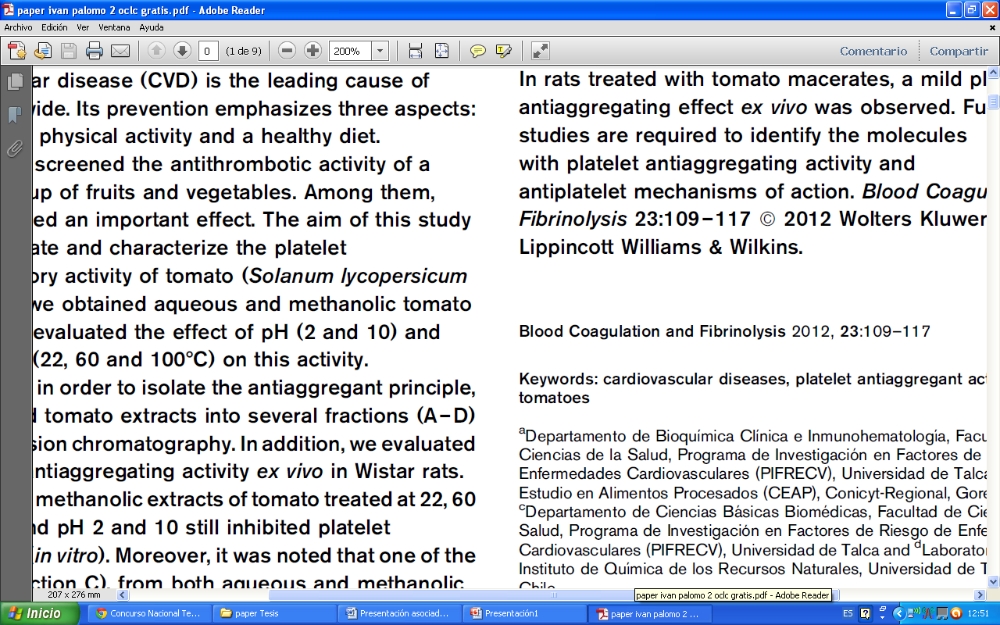 paper ivan palomo 2 oclc gratis.pdf - Adobe Reader
Archivo Edición Ver Ventana Ayuda
0 (1 de 9) 200% Comentario Compartir
ar disease (CVD) is the leading cause of
vide. Its prevention emphasizes three aspects:
physical activity and a healthy diet.
screened the antithrombotic activity of a
up of fruits and vegetables. Among them,
ed an important effect. The aim of this study
ate and characterize the platelet
ory activity of tomato (Solanum lycopersicum
we obtained aqueous and methanolic tomato
evaluated the effect of pH (2 and 10) and
(22, 60 and 100°C) on this activity.
in order to isolate the antiaggregant principle,
d tomato extracts into several fractions (A–D)
sion chromatography. In addition, we evaluated
ntiaggregating activity ex vivo in Wistar rats.
methanolic extracts of tomato treated at 22, 60
nd pH 2 and 10 still inhibited platelet
(in vitro). Moreover, it was noted that one of the
ction C), from both aqueous and methanolic
In rats treated with tomato macerates, a mild pl
antiaggregating effect ex vivo was observed. Fu
studies are required to identify the molecules
with platelet antiaggregating activity and
antiplatelet mechanisms of action. Blood Coagu
Fibrinolysis 23:109–117 © 2012 Wolters Kluwer
Lippincott Williams & Wilkins.
Blood Coagulation and Fibrinolysis 2012, 23:109–117
Keywords: cardiovascular diseases, platelet antiaggregant act
tomatoes
aDepartamento de Bioquímica Clínica e Inmunohematología, Facu
Ciencias de la Salud, Programa de Investigación en Factores de
Enfermedades Cardiovasculares (PIFRECV), Universidad de Talca
Estudio en Alimentos Procesados (CEAP), Conicyt-Regional, Gore
cDepartamento de Ciencias Básicas Biomédicas, Facultad de Cie
Salud, Programa de Investigación en Factores de Riesgo de Enfe
Cardiovasculares (PIFRECV), Universidad de Talca and dLaborator
Instituto de Química de los Recursos Naturales, Universidad de T
Chile
207 x 276 mm
paper ivan palomo 2 oclc gratis.pdf - Adobe Reader
Inicio Concurso Nacional Te... paper Tesis Presentación asociad... Presentación1 paper ivan palomo 2 ... ES 12:51